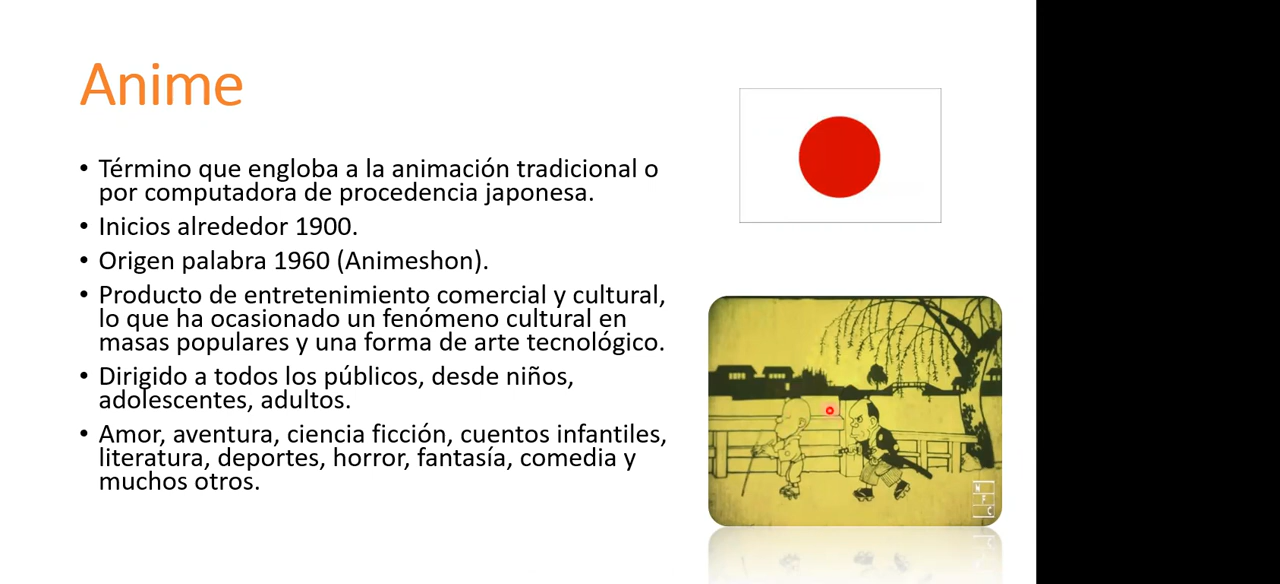 Anime
• Término que engloba a la animación tradicional o
por computadora de procedencia japonesa.
• Inicios alrededor 1900.
• Origen palabra 1960 (Animeshon).
• Producto de entretenimiento comercial y cultural,
lo que ha ocasionado un fenómeno cultural en
masas populares y una forma de arte tecnológico.
• Dirigido a todos los públicos, desde niños,
adolescentes, adultos.
• Amor, aventura, ciencia ficción, cuentos infantiles,
literatura, deportes, horror, fantasía, comedia y
muchos otros.
N
F
C